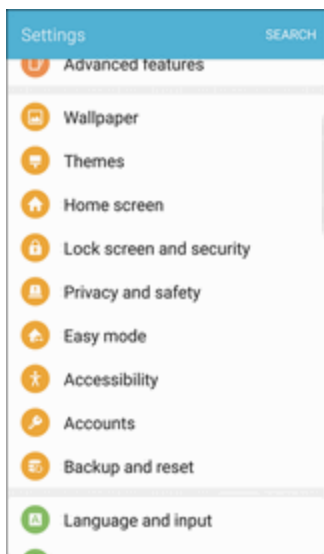 Settings
SEARCH
Advanced features
Wallpaper
Themes
Home screen
Lock screen and security
Privacy and safety
Easy mode
Accessibility
Accounts
Backup and reset
Language and input